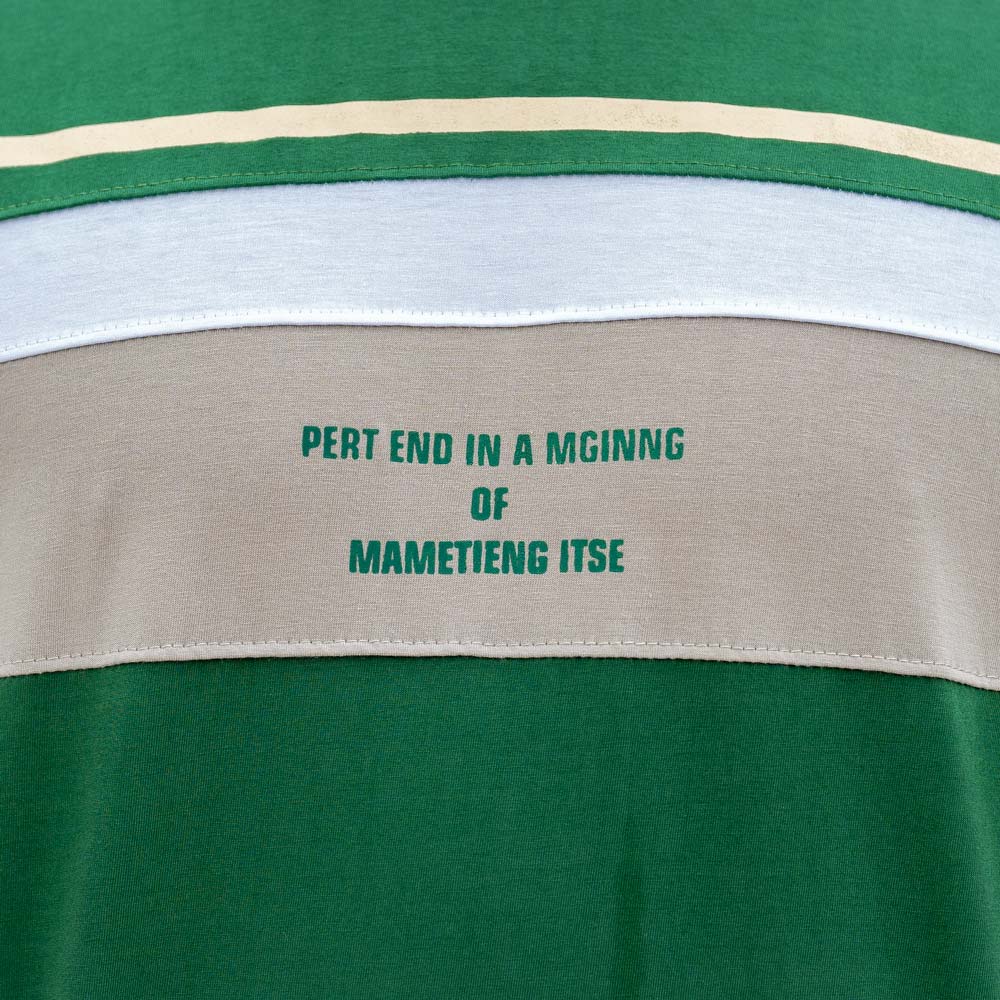 PERT END IN A MGINNG
OF
MAMETIENG ITSE